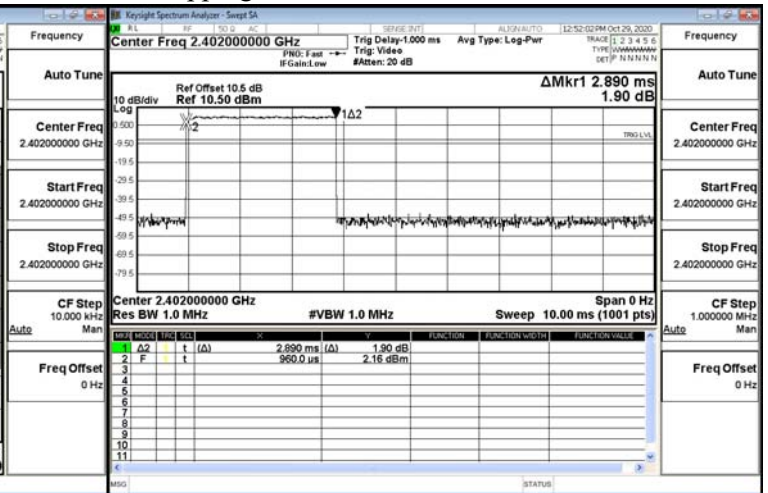 Keysight Spectrum Analyzer - Swept SA
RL RF 50 Ω AC SENSE:INT ALIGN AUTO 12:52:02 PM Oct 29, 2020
Center Freq 2.402000000 GHz
PNO: Fast
IFGain:Low
Trig Delay-1.000 ms
Trig: Video
#Atten: 20 dB
Avg Type: Log-Pwr
TRACE 1 2 3 4 5 6
TYPE WWWWWW
DET P N N N N N
ΔMkr1 2.890 ms
1.90 dB
10 dB/div
Log
Ref Offset 10.5 dB
Ref 10.50 dBm
0.500
-9.50
-19.5
-29.5
-39.5
-49.5
-59.5
-69.5
-79.5
2
1Δ2
TRIG LVL
Center 2.402000000 GHz Span 0 Hz
Res BW 1.0 MHz #VBW 1.0 MHz Sweep 10.00 ms (1001 pts)
MKR MODE TRC SCL X Y FUNCTION FUNCTION WIDTH FUNCTION VALUE
1 Δ2 1 t (Δ) 2.890 ms (Δ) 1.90 dB
2 F 1 t 960.0 µs 2.16 dBm
3
4
5
6
7
8
9
10
11
MSG STATUS
Frequency
Auto Tune
Center Freq
2.402000000 GHz
Start Freq
2.402000000 GHz
Stop Freq
2.402000000 GHz
CF Step
10.000 kHz
Auto Man
Freq Offset
0 Hz
Frequency
Auto Tune
Center Freq
2.402000000 GHz
Start Freq
2.402000000 GHz
Stop Freq
2.402000000 GHz
CF Step
1.000000 MHz
Auto Man
Freq Offset
0 Hz